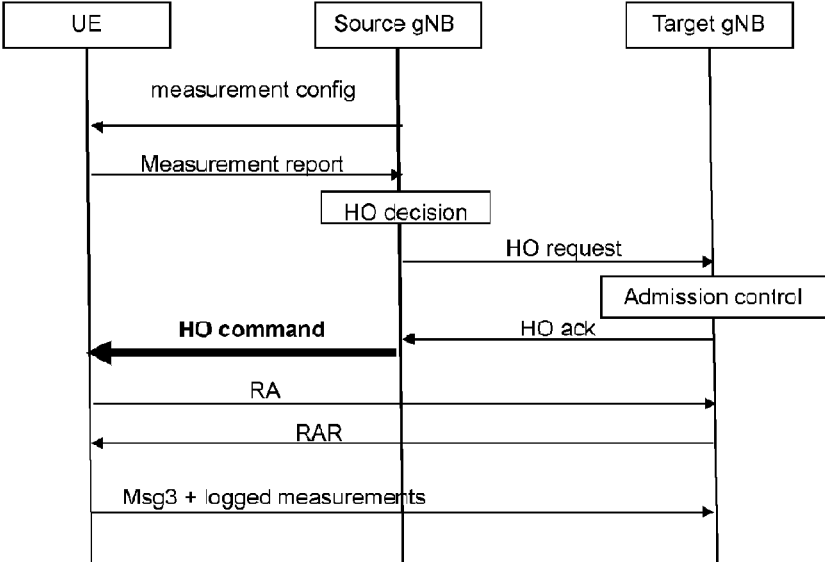 UE
Source gNB
Target gNB
measurement config
Measurement report
HO decision
HO request
Admission control
HO command
HO ack
RA
RAR
Msg3 + logged measurements